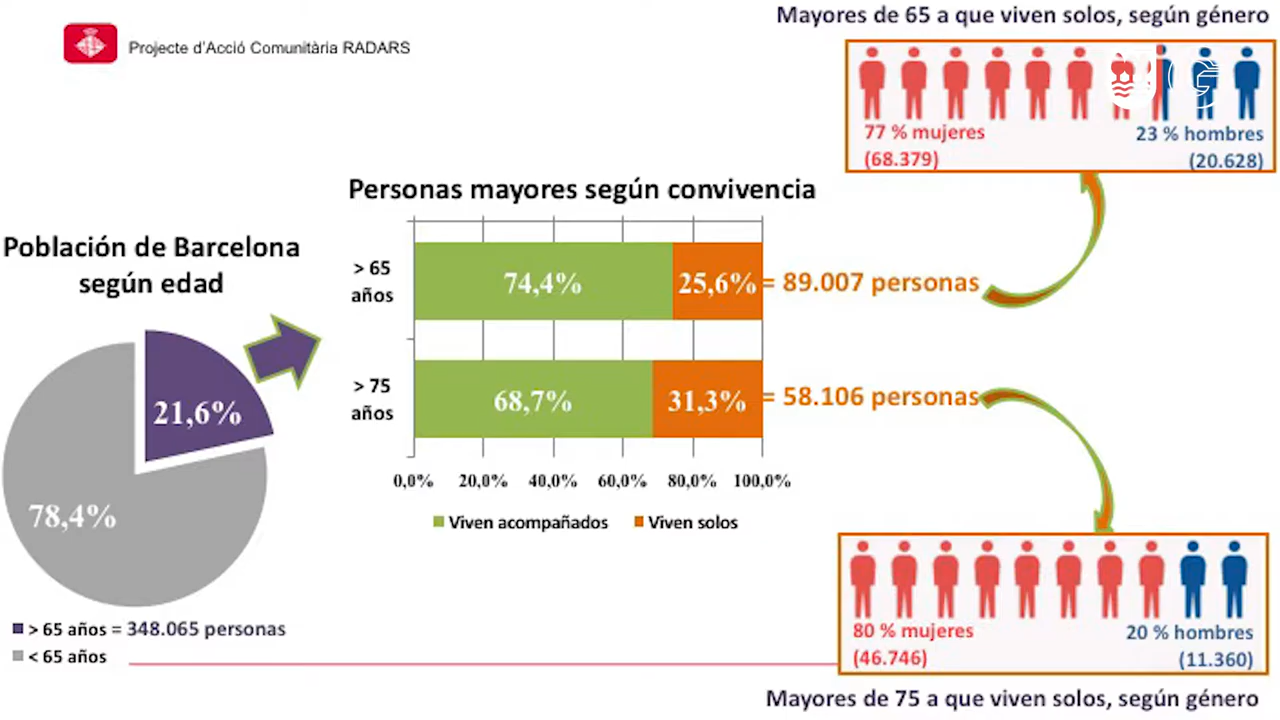 Projecte d'Acció Comunitària RADARS
Mayores de 65 a que viven solos, según género
77 % mujeres
(68.379)
23 % hombres
(20.628)
Personas mayores según convivencia
Población de Barcelona
según edad
21,6%
78,4%
> 65 años = 348.065 personas
< 65 años
> 65
años
74,4%
25,6%
= 89.007 personas
> 75
años
68,7%
31,3%
= 58.106 personas
0,0% 20,0% 40,0% 60,0% 80,0% 100,0%
Viven acompañados Viven solos
80 % mujeres
(46.746)
20 % hombres
(11.360)
Mayores de 75 a que viven solos, según género